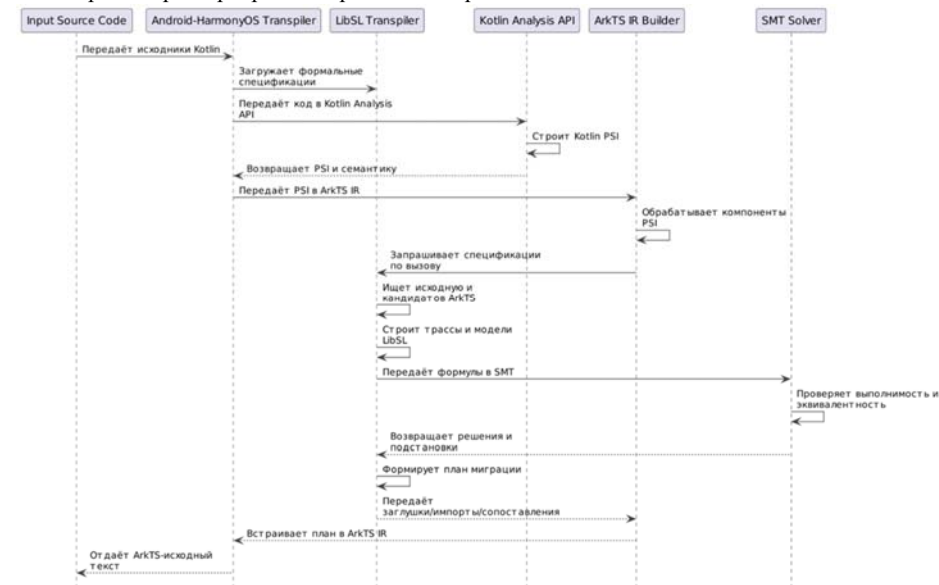 Input Source Code
Android-HarmonyOS Transpiler
LibSL Transpiler
Kotlin Analysis API
ArkTS IR Builder
SMT Solver
Передаёт исходники Kotlin
Загружает формальные
спецификации
Передаёт код в Kotlin Analysis
API
Строит Kotlin PSI
Возвращает PSI и семантику
Передаёт PSI в ArkTS IR
Обрабатывает компоненты
PSI
Запрашивает спецификации
по вызову
Ищет исходную и
кандидатов ArkTS
Строит трассы и модели
LibSL
Передаёт формулы в SMT
Проверяет выполнимость и
эквивалентность
Возвращает решения и
подстановки
Формирует план миграции
Передаёт
заглушки/импорты/сопоставления
Встраивает план в ArkTS IR
Отдаёт ArkTS-исходный
текст